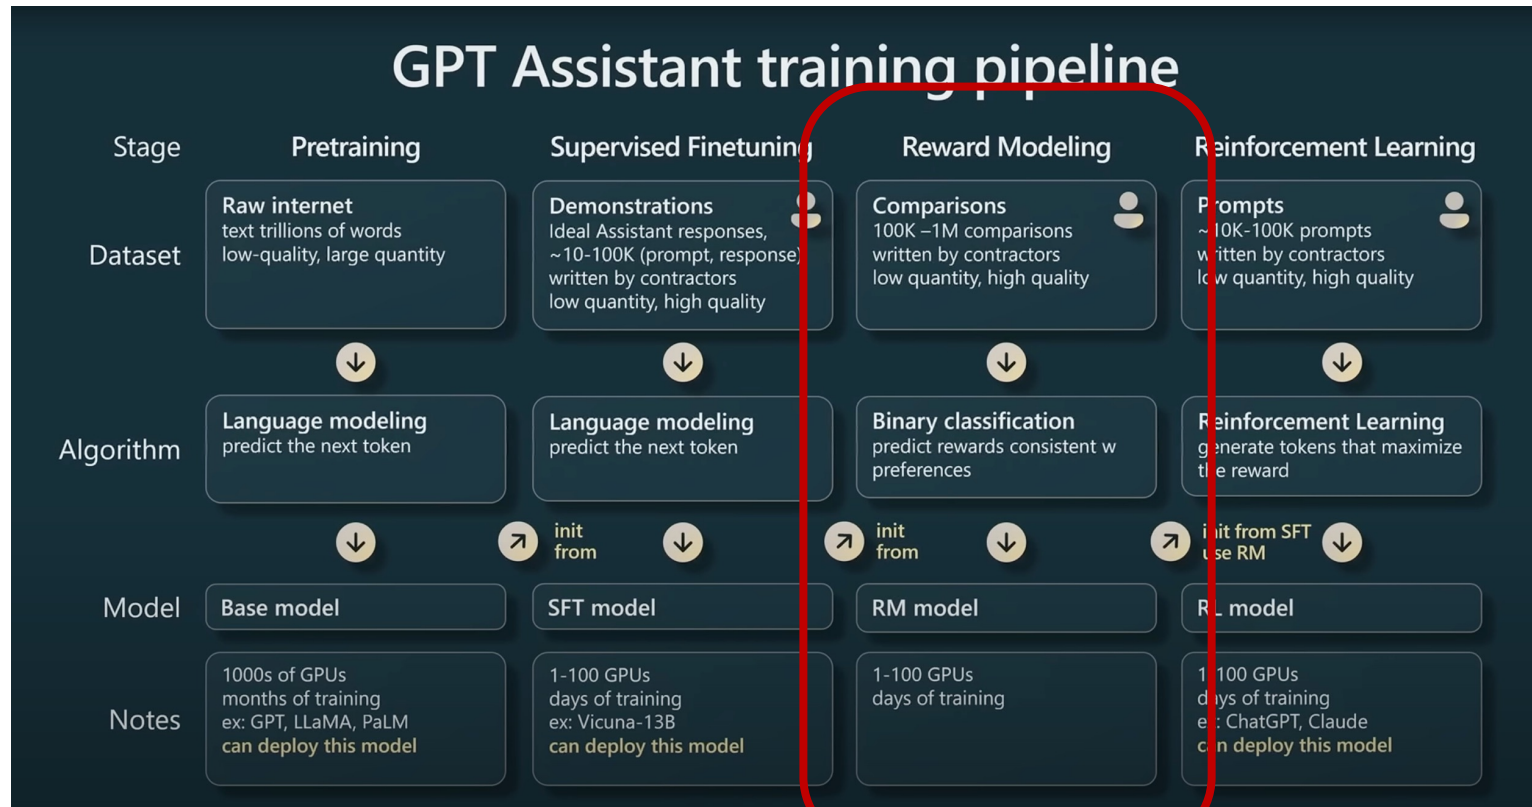 GPT Assistant training pipeline
Stage
Pretraining
Supervised Finetuning
Reward Modeling
Reinforcement Learning
Dataset
Raw internet
text trillions of words
low-quality, large quantity
Demonstrations
Ideal Assistant responses,
~10-100K (prompt, response)
written by contractors
low quantity, high quality
Comparisons
100K –1M comparisons
written by contractors
low quantity, high quality
Prompts
~10K-100K prompts
written by contractors
low quantity, high quality
Algorithm
Language modeling
predict the next token
Language modeling
predict the next token
Binary classification
predict rewards consistent w
preferences
Reinforcement Learning
generate tokens that maximize
the reward
init
from
init
from
init from SFT
use RM
Model
Base model
SFT model
RM model
RL model
Notes
1000s of GPUs
months of training
ex: GPT, LLaMA, PaLM
can deploy this model
1-100 GPUs
days of training
ex: Vicuna-13B
can deploy this model
1-100 GPUs
days of training
1-100 GPUs
days of training
ex: ChatGPT, Claude
can deploy this model